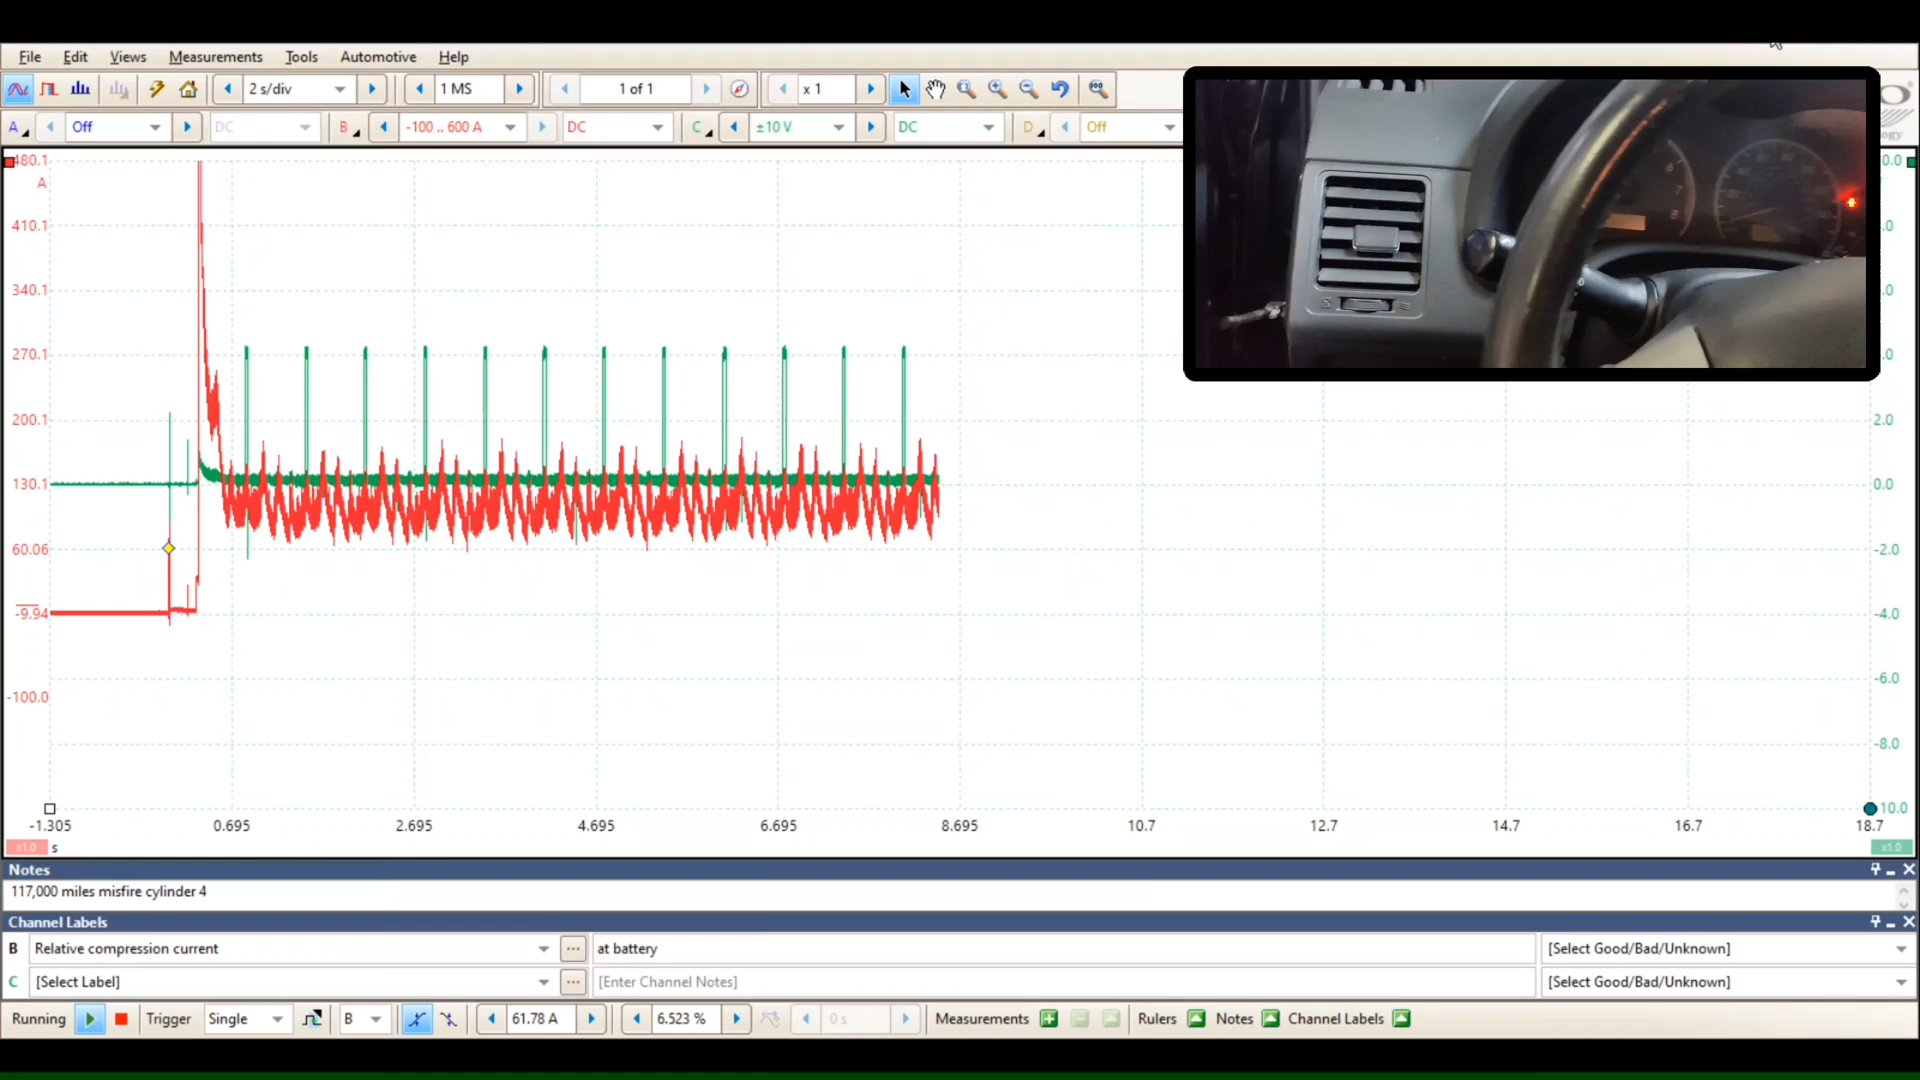 File Edit Views Measurements Tools Automotive Help
2 s/div 1 MS 1 of 1 x 1
A Off DC B -100 .. 600 A DC C ±10 V DC D Off
480.1
A
410.1
340.1
270.1
200.1
130.1
60.06
-9.94
-100.0
2.0
0.0
-2.0
-4.0
-6.0
-8.0
10.0
-1.305 0.695 2.695 4.695 6.695 8.695 10.7 12.7 14.7 16.7 18.7
x1.0 s x1.0
Notes
117,000 miles misfire cylinder 4
Channel Labels
B Relative compression current ... at battery [Select Good/Bad/Unknown]
C [Select Label] ... [Enter Channel Notes] [Select Good/Bad/Unknown]
Running Trigger Single B 61.78 A 6.523 % 0 s Measurements Rulers Notes Channel Labels